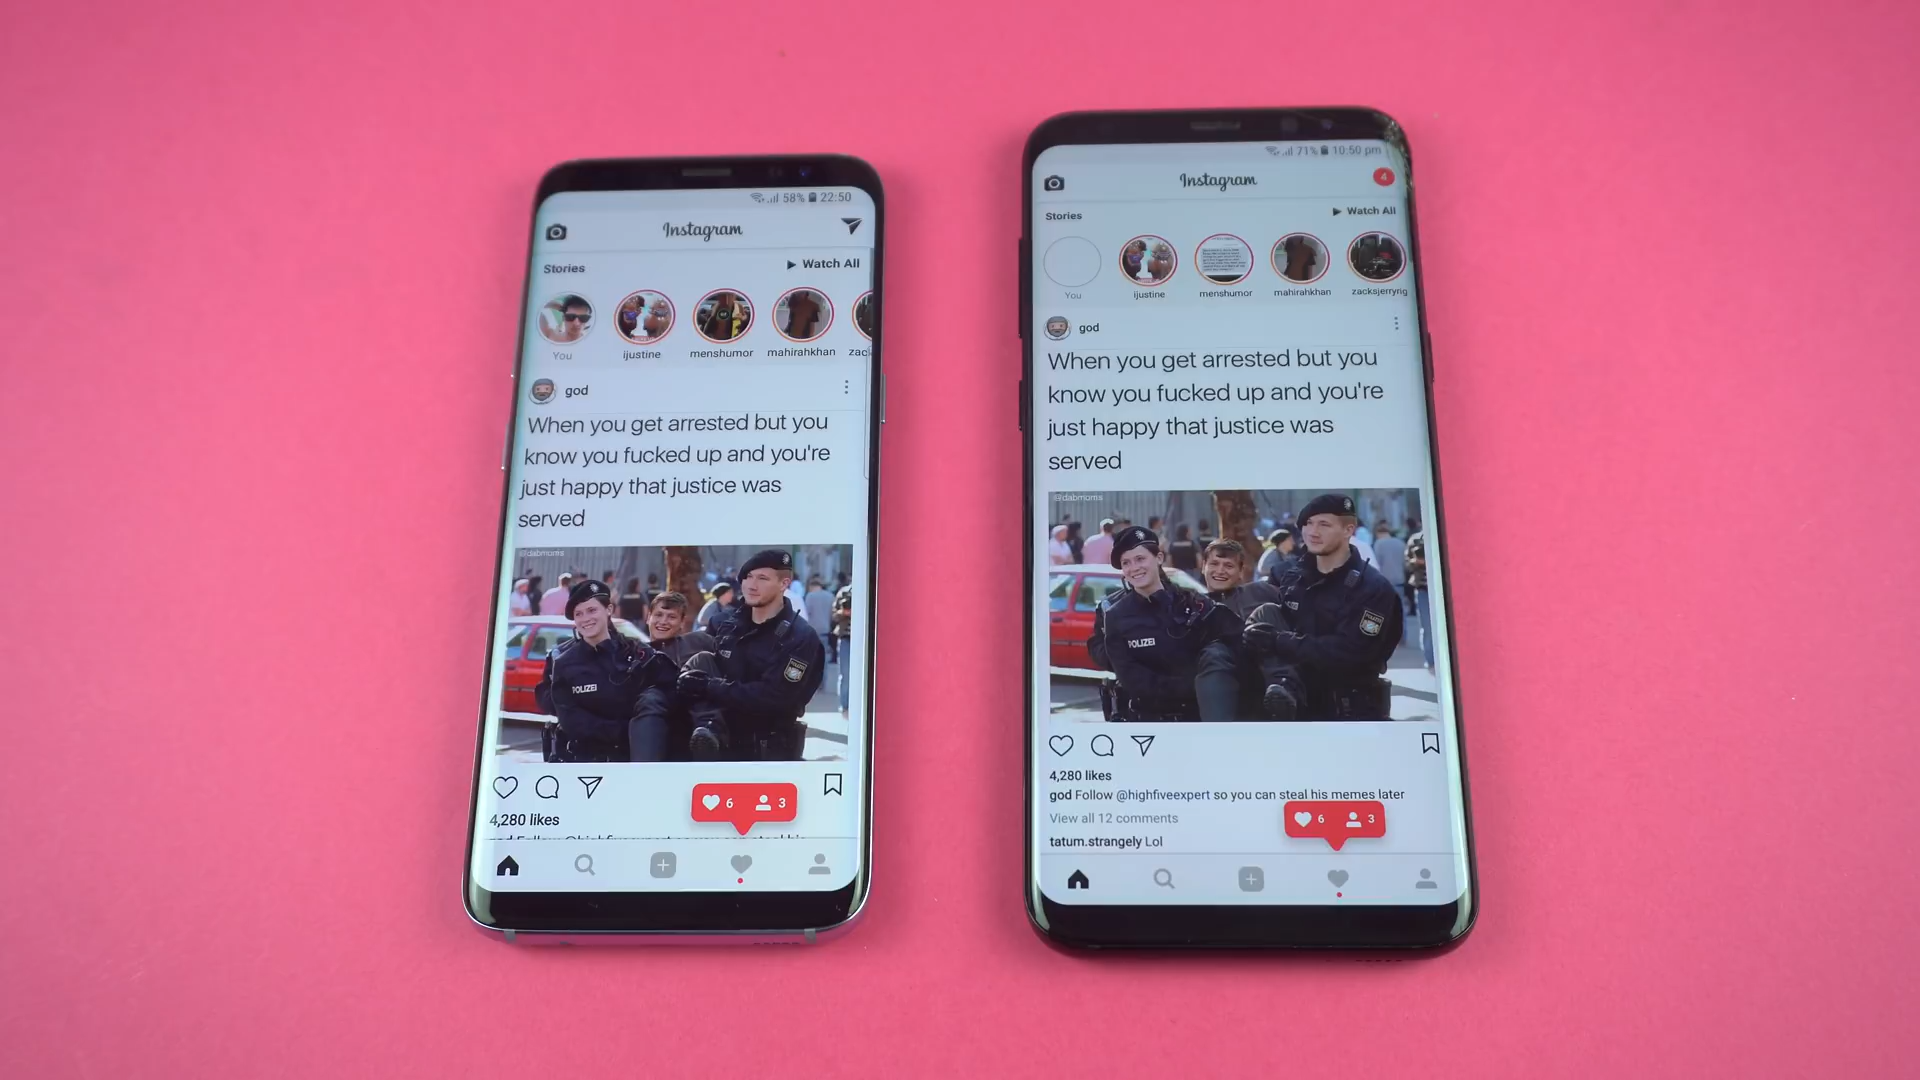 58% 22:50
Instagram
Stories
Watch All
You
ijustine
menshumor
mahirahkhan
zac
god
When you get arrested but you
know you fucked up and you're
just happy that justice was
served
@dabmoms
POLIZEI
POLIZEI
4,280 likes
6 3
71% 10:50 pm
Instagram
4
Stories
Watch All
You
ijustine
menshumor
mahirahkhan
zacksjerryrig
god
When you get arrested but you
know you fucked up and you're
just happy that justice was
served
@dabmoms
POLIZEI
POLIZEI
4,280 likes
god Follow @highfiveexpert so you can steal his memes later
View all 12 comments
6 3
tatum.strangely Lol